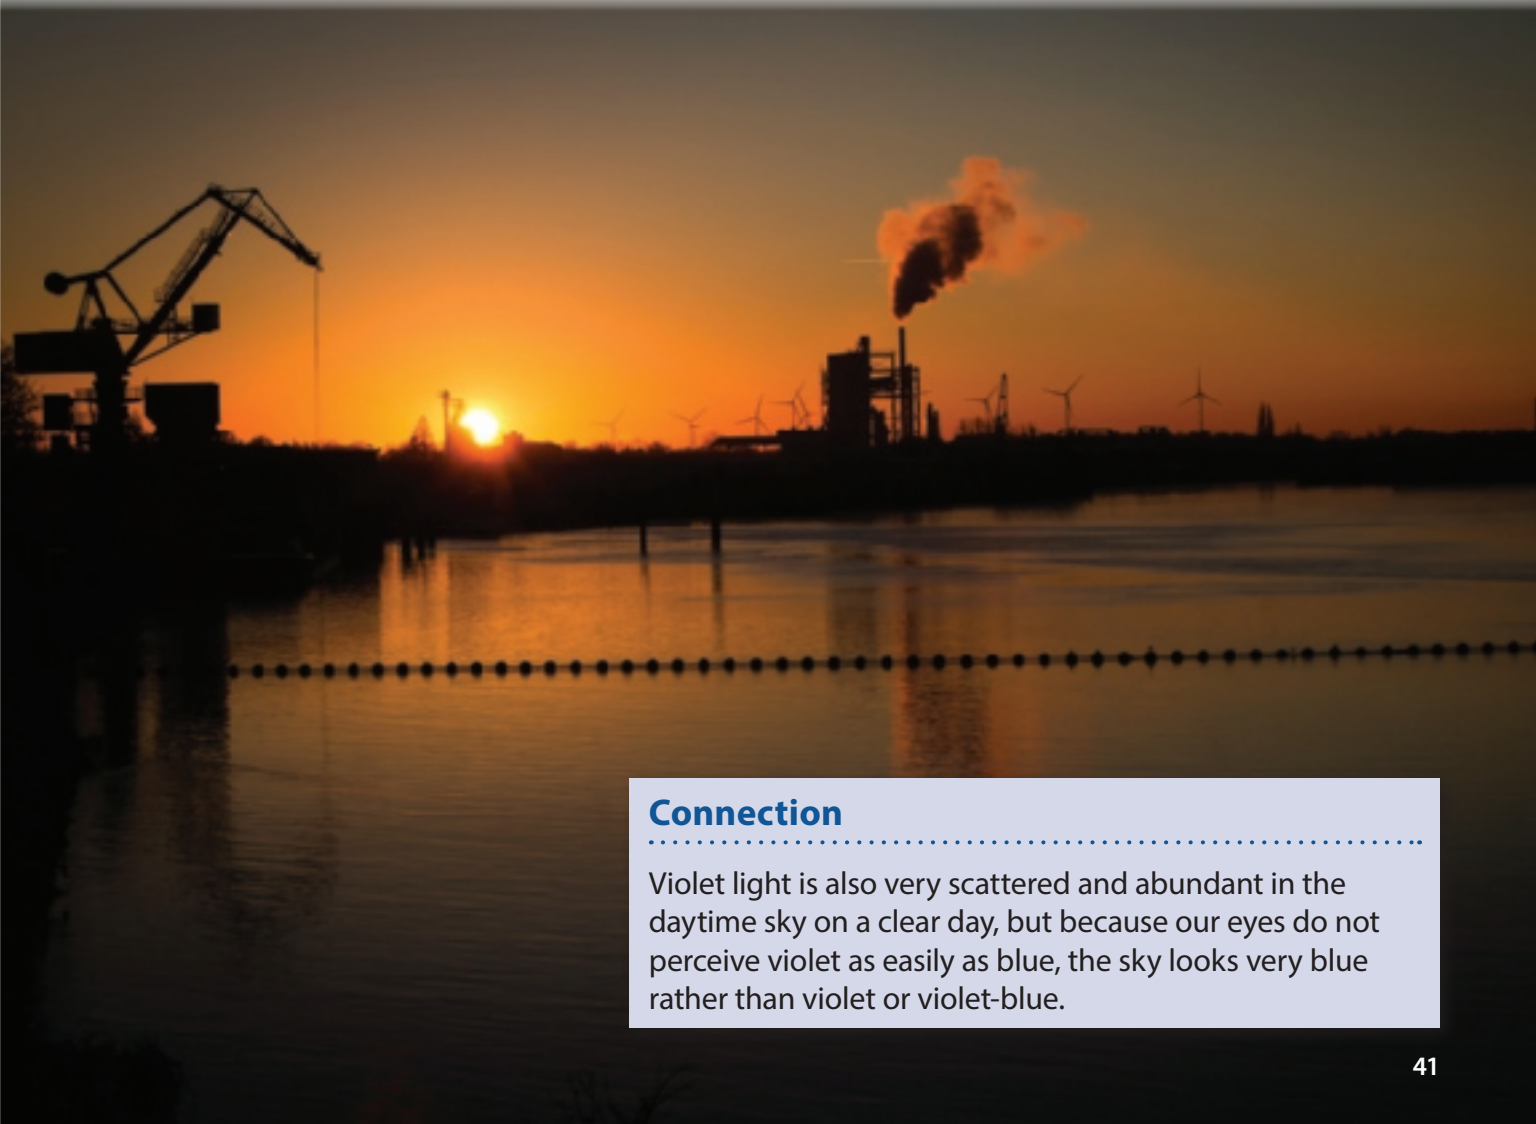 Connection
Violet light is also very scattered and abundant in the
daytime sky on a clear day, but because our eyes do not
perceive violet as easily as blue, the sky looks very blue
rather than violet or violet-blue.
41